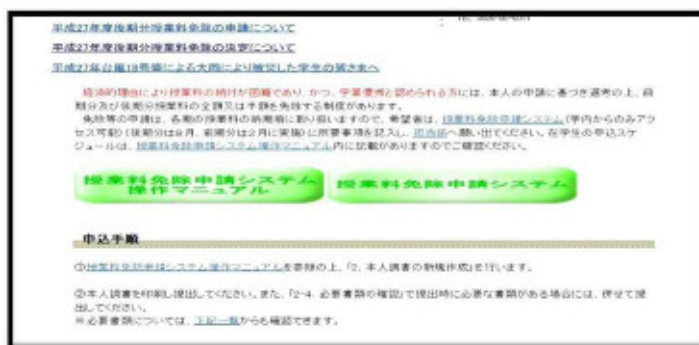 平成27年度後期分授業料免除の申請について
平成27年度後期分授業料免除の決定について
平成27年台風18号等による大雨により被災した学生の皆さまへ
経済的理由により授業料の納付が困難であり、かつ、学業優秀と認められる方には、本人の申請に基づき選考の上、前
期分及び後期分授業料の全額又は半額を免除する制度があります。
免除等の申請は、各期の授業料の納期前に取り扱いますので、希望者は、授業料免除申請システム(学内からのみアク
セス可能)(後期分は8月、前期分は2月に実施)に所要事項を記入し、担当係へ願い出てください。在学生の申込スケ
ジュールは、授業料免除申請システム操作マニュアル内に記載がありますのでご確認ください。
授業料免除申請システム
操作マニュアル
授業料免除申請システム
申込手順
①授業料免除申請システム操作マニュアルを参照の上、「2. 本人調書の新規作成」を行います。
②本人調書を印刷し提出してください。また、「2-4. 必要書類の確認」で提出時に必要な書類がある場合には、併せて提
出してください。
※必要書類については、下記一覧からも確認できます。